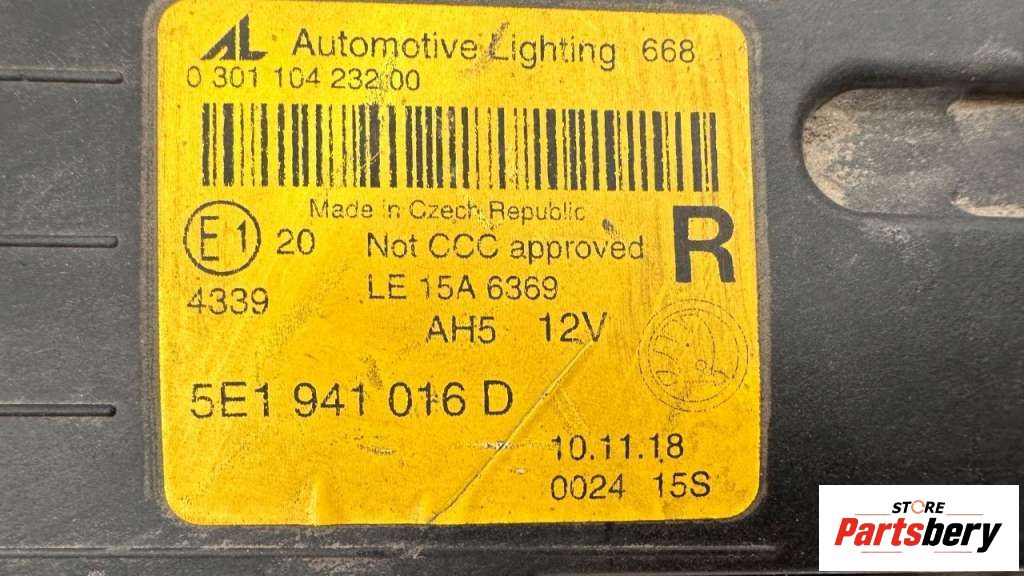 AL Automotive Lighting 668
0 301 104 232 00
Made in Czech Republic
E1 20 Not CCC approved R
4339 LE 15A 6369
AH5 12V
5E1 941 016 D
10.11.18
0024 15S
STORE
Partsbery